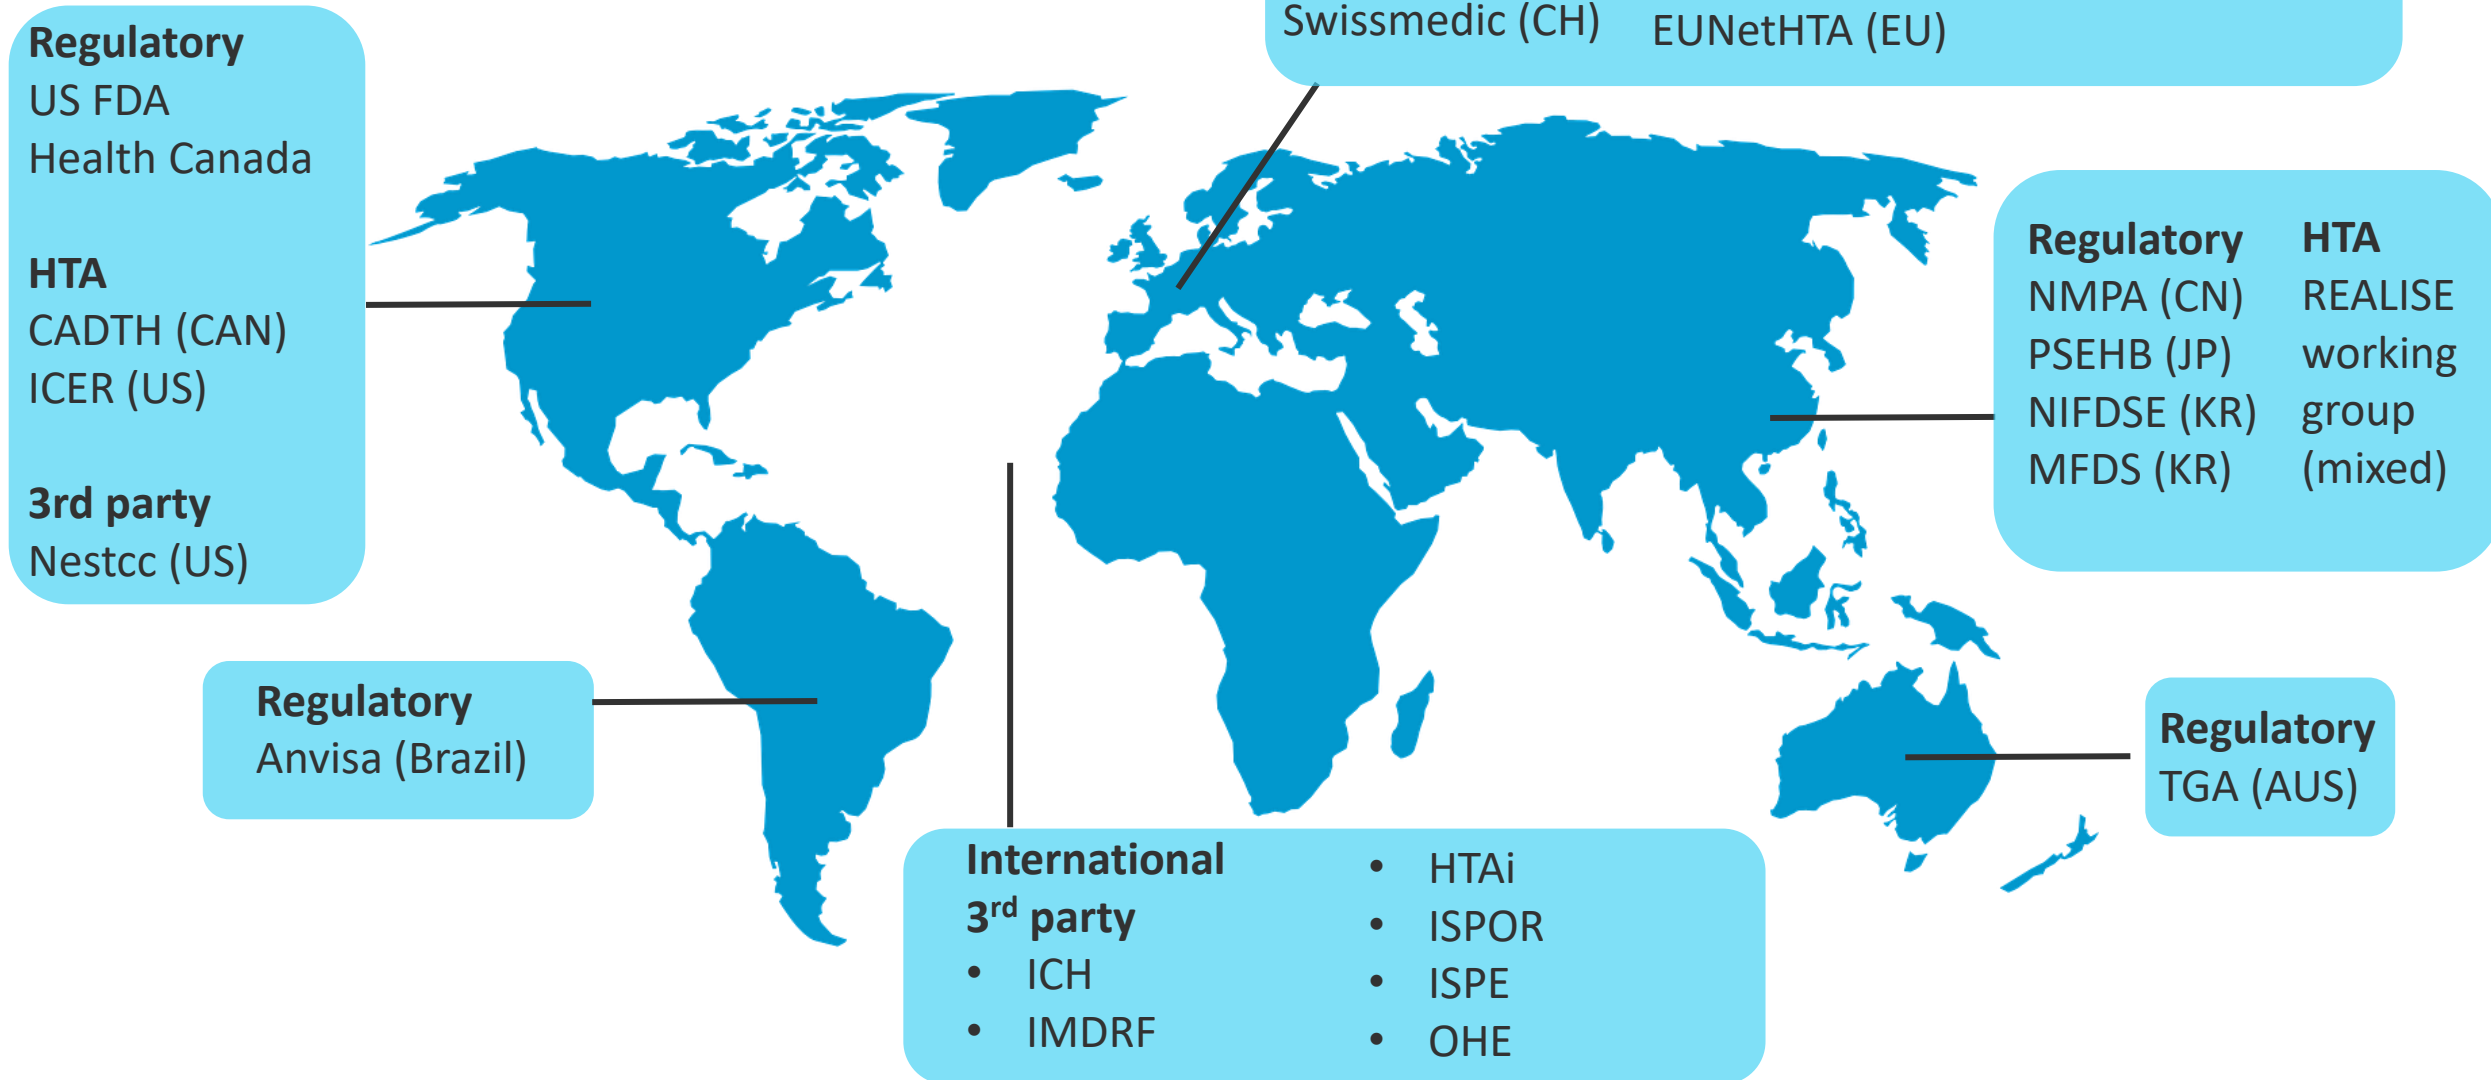 Swissmedic (CH)
EUNetHTA (EU)
Regulatory
US FDA
Health Canada
HTA
CADTH (CAN)
ICER (US)
3rd party
Nestcc (US)
Regulatory
NMPA (CN)
PSEHB (JP)
NIFDSE (KR)
MFDS (KR)
HTA
REALISE
working
group
(mixed)
Regulatory
Anvisa (Brazil)
Regulatory
TGA (AUS)
International
3rd party
• ICH
• IMDRF
• HTAi
• ISPOR
• ISPE
• OHE